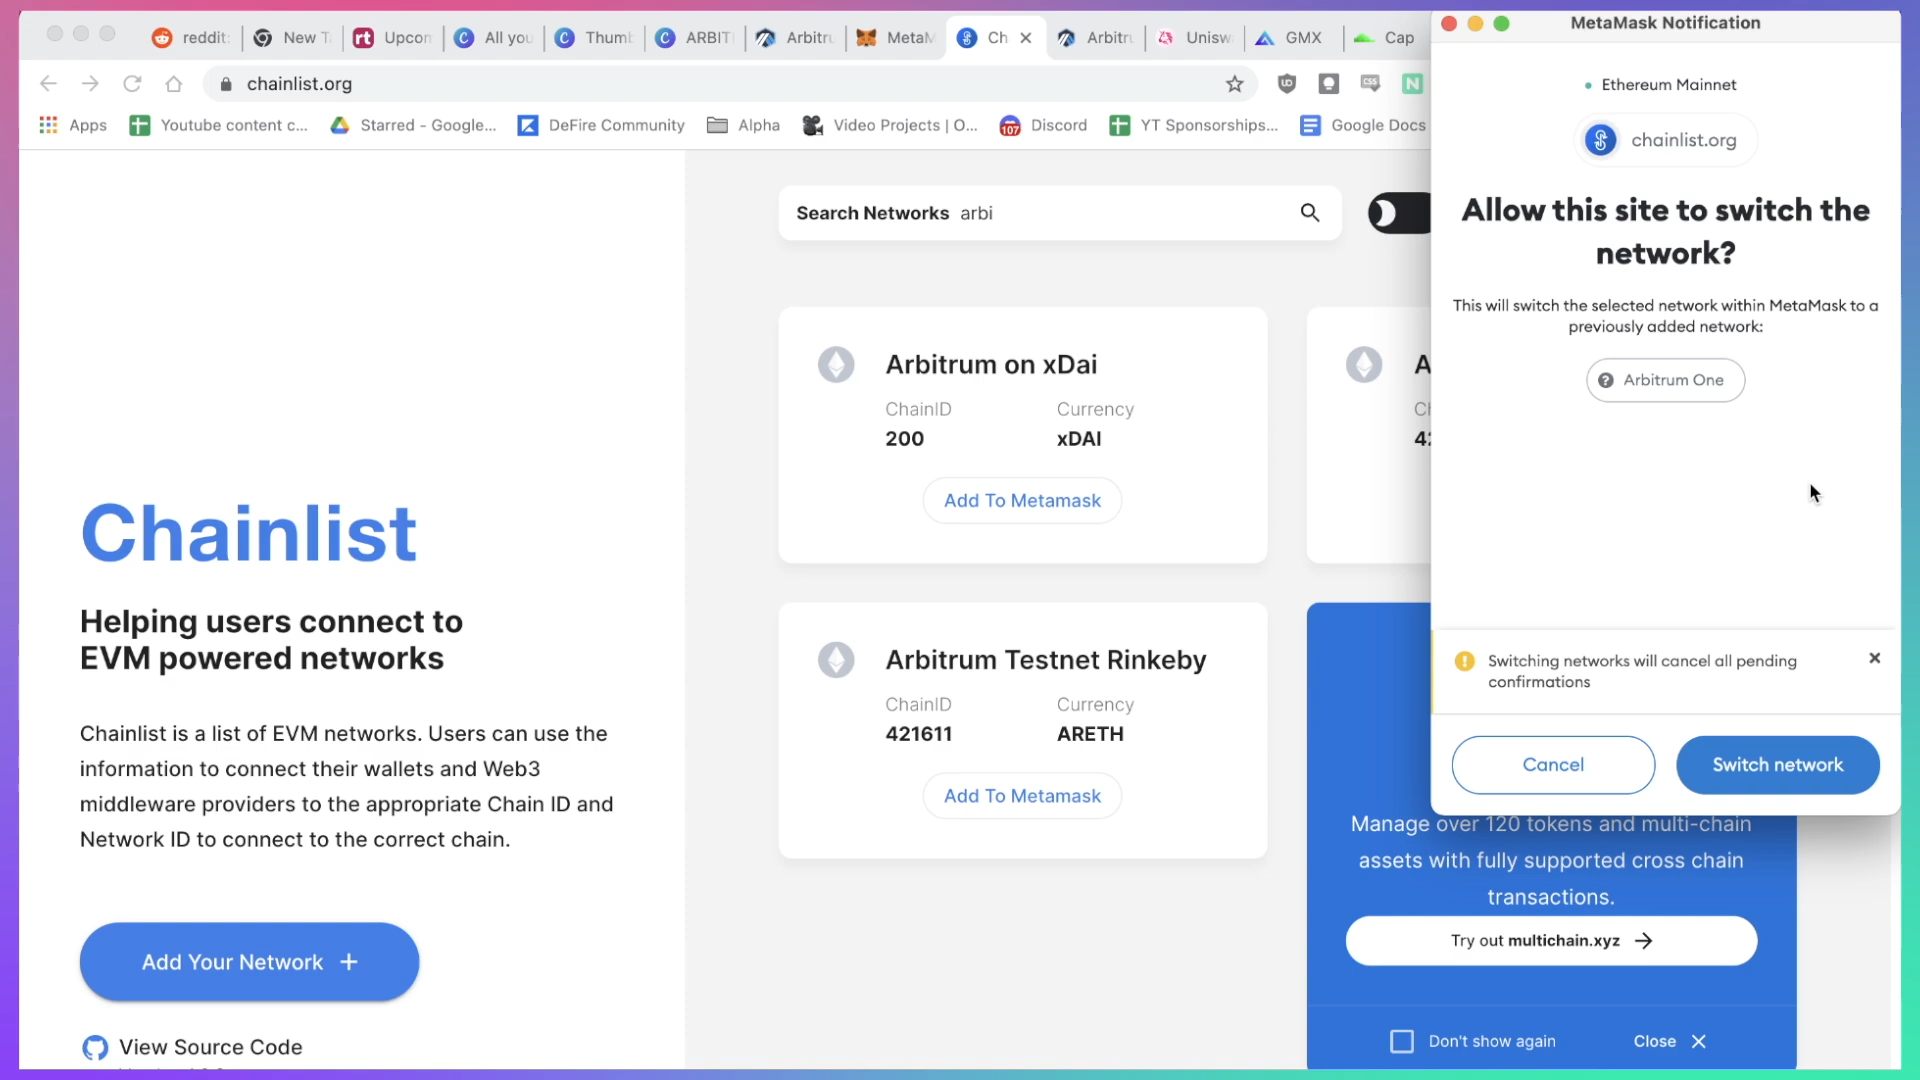 reddit:
New T
Upcon
All you
Thumb
ARBIT
Arbitru
MetaM
Ch
Arbitru
Unisw
GMX
Cap
chainlist.org
Apps
Youtube content c...
Starred - Google...
DeFire Community
Alpha
Video Projects | O...
107
Discord
YT Sponsorships...
Google Docs
Chainlist
Helping users connect to
EVM powered networks
Chainlist is a list of EVM networks. Users can use the
information to connect their wallets and Web3
middleware providers to the appropriate Chain ID and
Network ID to connect to the correct chain.
Add Your Network +
View Source Code
Search Networks arbi
Arbitrum on xDai
ChainID Currency
200 xDAI
Add To Metamask
Arbitrum Testnet Rinkeby
ChainID Currency
421611 ARETH
Add To Metamask
Manage over 120 tokens and multi-chain
assets with fully supported cross chain
transactions.
Try out multichain.xyz →
Don't show again Close
MetaMask Notification
Ethereum Mainnet
chainlist.org
Allow this site to switch the
network?
This will switch the selected network within MetaMask to a
previously added network:
Arbitrum One
Switching networks will cancel all pending
confirmations
Cancel Switch network